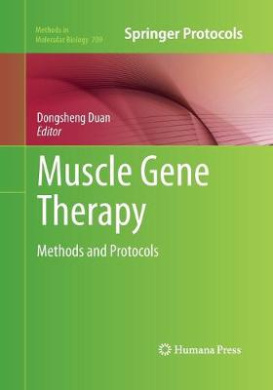 Methods in
Molecular Biology 709
Springer Protocols
Dongsheng Duan
Editor
Muscle Gene
Therapy
Methods and Protocols
Humana Press